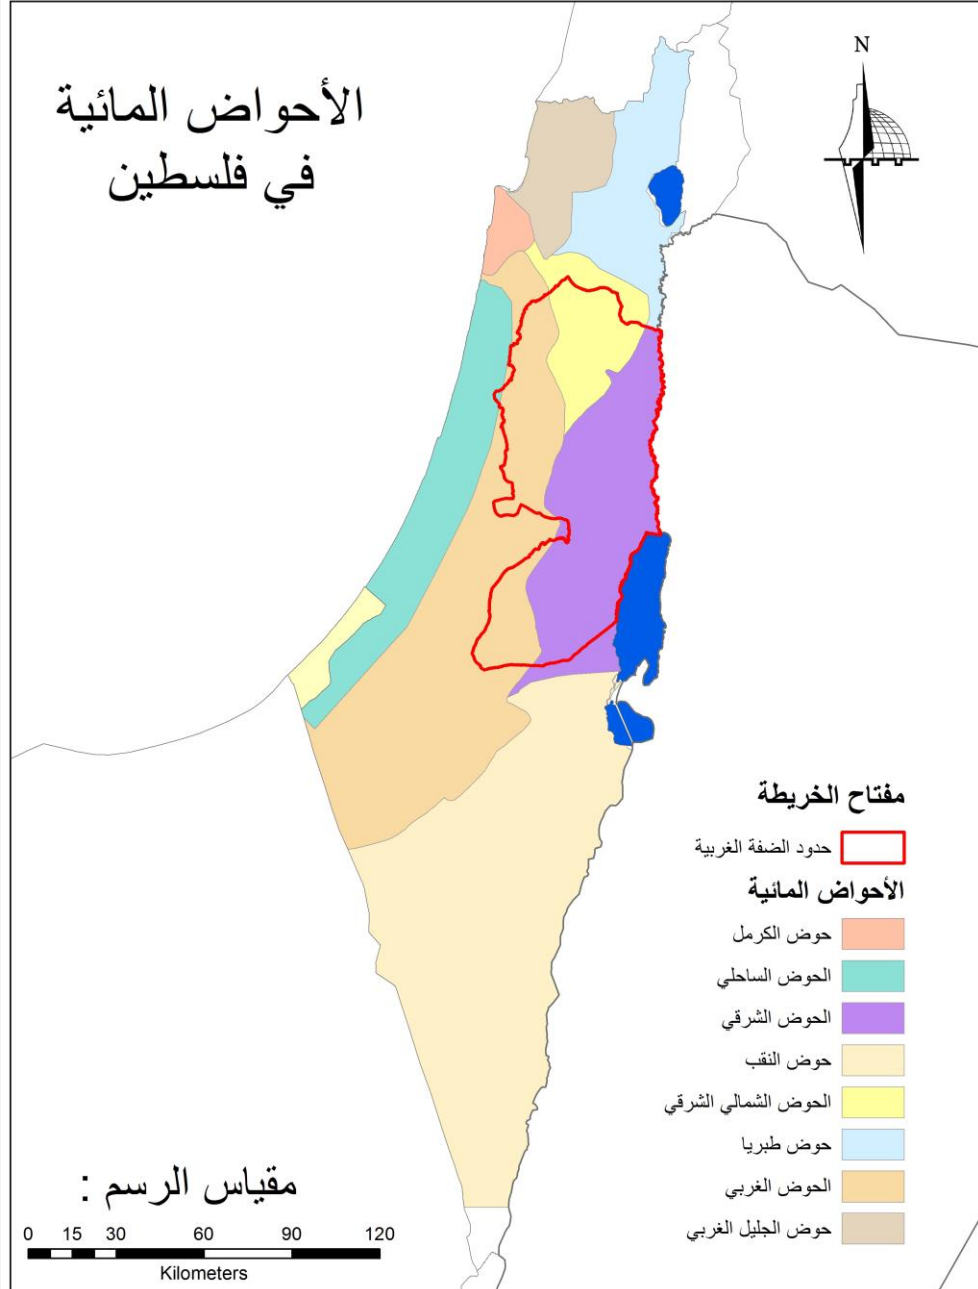 الأحواض المائية
في فلسطين
N
مفتاح الخريطة
حدود الضفة الغربية
الأحواض المائية
حوض الكرمل
الحوض الساحلي
الحوض الشرقي
حوض النقب
الحوض الشمالي الشرقي
حوض طبريا
الحوض الغربي
حوض الجليل الغربي
مقياس الرسم :
0 15 30 60 90 120
Kilometers